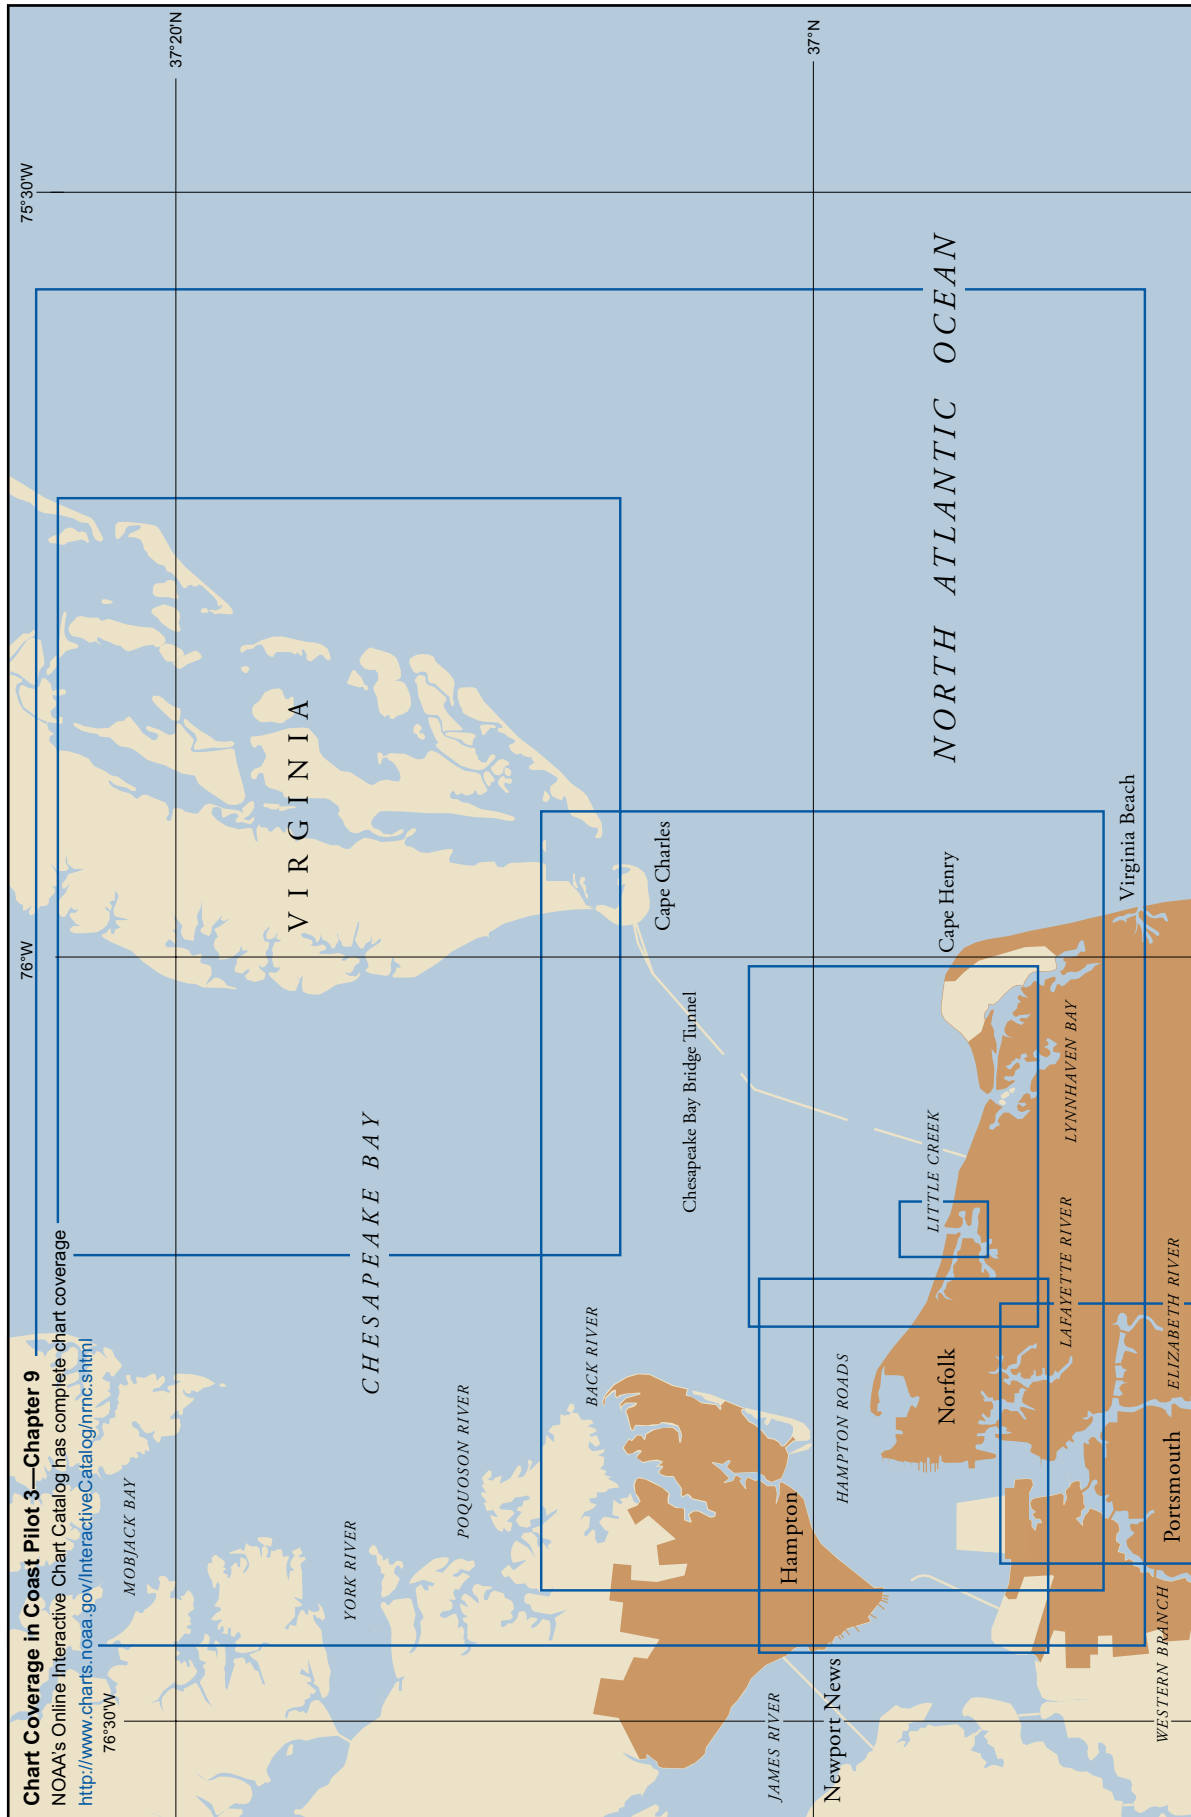 Chart Coverage in Coast Pilot 3—Chapter 9
NOAA's Online Interactive Chart Catalog has complete chart coverage
http://www.charts.noaa.gov/InteractiveCatalog/nrnc.shtml
76°30'W
76°W
75°30'W
37°20'N
37°N
MOBJACK BAY
VIRGINIA
YORK RIVER
CHESAPEAKE BAY
POQUOSON RIVER
BACK RIVER
Cape Charles
Chesapeake Bay Bridge Tunnel
JAMES RIVER
Hampton
Newport News
HAMPTON ROADS
LITTLE CREEK
Norfolk
Cape Henry
NORTH ATLANTIC OCEAN
LAFAYETTE RIVER
LYNNHAVEN BAY
Virginia Beach
WESTERN BRANCH
Portsmouth
ELIZABETH RIVER